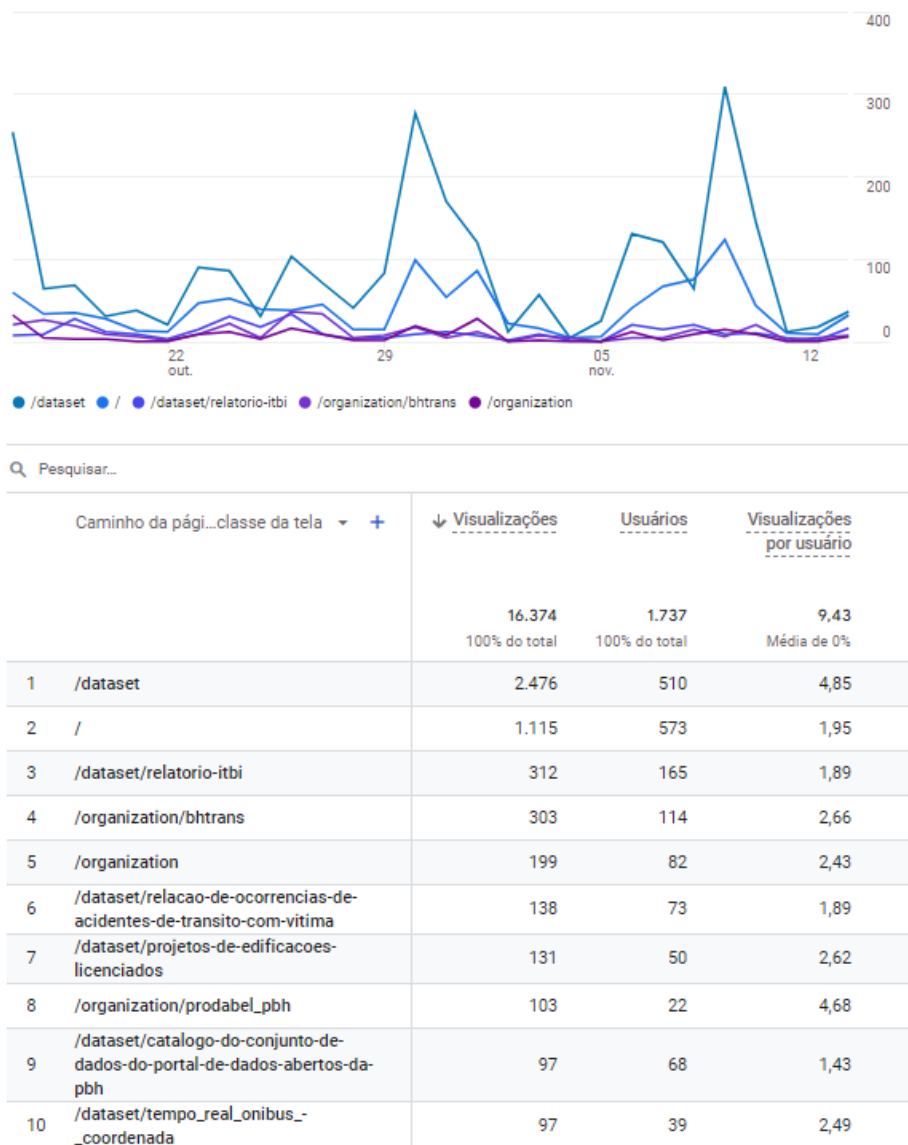 400
300
200
100
0
22
out.
29
05
nov.
12
/dataset / /dataset/relatorio-itbi /organization/bhtrans /organization
Pesquisar...
Caminho da pági...classe da tela + Visualizações Usuários Visualizações
por usuário
16.374 1.737 9,43
100% do total 100% do total Média de 0%
1 /dataset 2.476 510 4,85
2 / 1.115 573 1,95
3 /dataset/relatorio-itbi 312 165 1,89
4 /organization/bhtrans 303 114 2,66
5 /organization 199 82 2,43
/dataset/relacao-de-ocorrencias-de-
6 acidentes-de-transito-com-vitima 138 73 1,89
/dataset/projetos-de-edificacoes-
7 licenciados 131 50 2,62
8 /organization/prodabel_pbh 103 22 4,68
/dataset/catalogo-do-conjunto-de-
9 dados-do-portal-de-dados-abertos-da- 97 68 1,43
pbh
/dataset/tempo_real_onibus_-
10 _coordenada 97 39 2,49